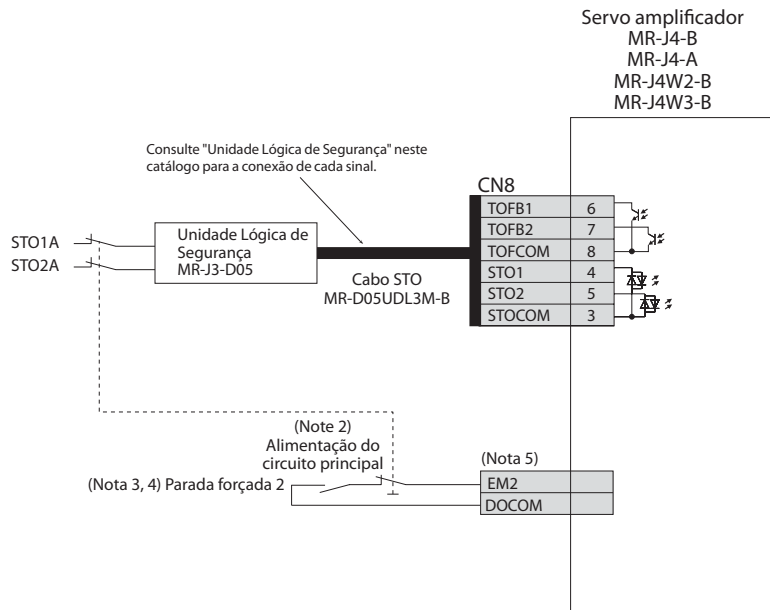 Servo amplificador
MR-J4-B
MR-J4-A
MR-J4W2-B
MR-J4W3-B
Consulte "Unidade Lógica de Segurança" neste
catálogo para a conexão de cada sinal.
CN8
TOFB1 6
TOFB2 7
TOFCOM 8
STO1 4
STO2 5
STOCOM 3
STO1A
STO2A
Unidade Lógica de
Segurança
MR-J3-D05
Cabo STO
MR-D05UDL3M-B
(Note 2)
Alimentação do
circuito principal
(Nota 3, 4) Parada forçada 2
(Nota 5)
EM2
DOCOM